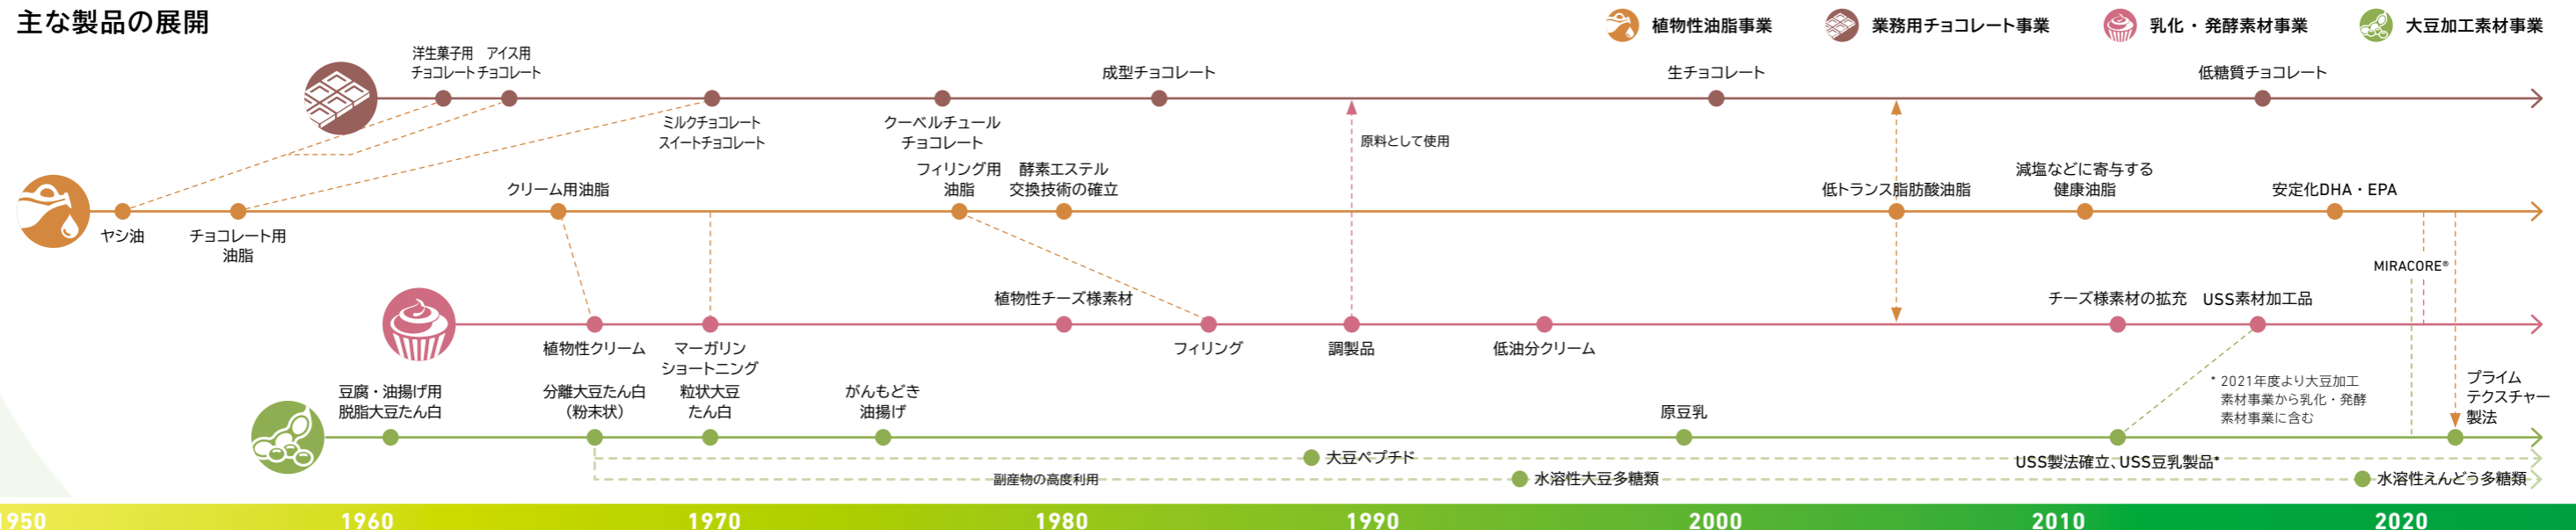 主な製品の展開
植物性油脂事業
業務用チョコレート事業
乳化・発酵素材事業
大豆加工素材事業
洋生菓子用
チョコレート
アイス用
チョコレート
ミルクチョコレート
スイートチョコレート
クーベルチュール
チョコレート
成型チョコレート
生チョコレート
低糖質チョコレート
原料として使用
ヤシ油
チョコレート用
油脂
クリーム用油脂
フィリング用
油脂
酵素エステル
交換技術の確立
低トランス脂肪酸油脂
減塩などに寄与する
健康油脂
安定化DHA・EPA
MIRACORE®
植物性クリーム
マーガリン
ショートニング
植物性チーズ様素材
フィリング
調製品
低油分クリーム
チーズ様素材の拡充
USS素材加工品
* 2021年度より大豆加工
素材事業から乳化・発酵
素材事業に含む
豆腐・油揚げ用
脱脂大豆たん白
分離大豆たん白
(粉末状)
粒状大豆
たん白
がんもどき
油揚げ
原豆乳
プライム
テクスチャー
製法
大豆ペプチド
USS製法確立、USS豆乳製品*
副産物の高度利用
水溶性大豆多糖類
水溶性えんどう多糖類
1950
1960
1970
1980
1990
2000
2010
2020